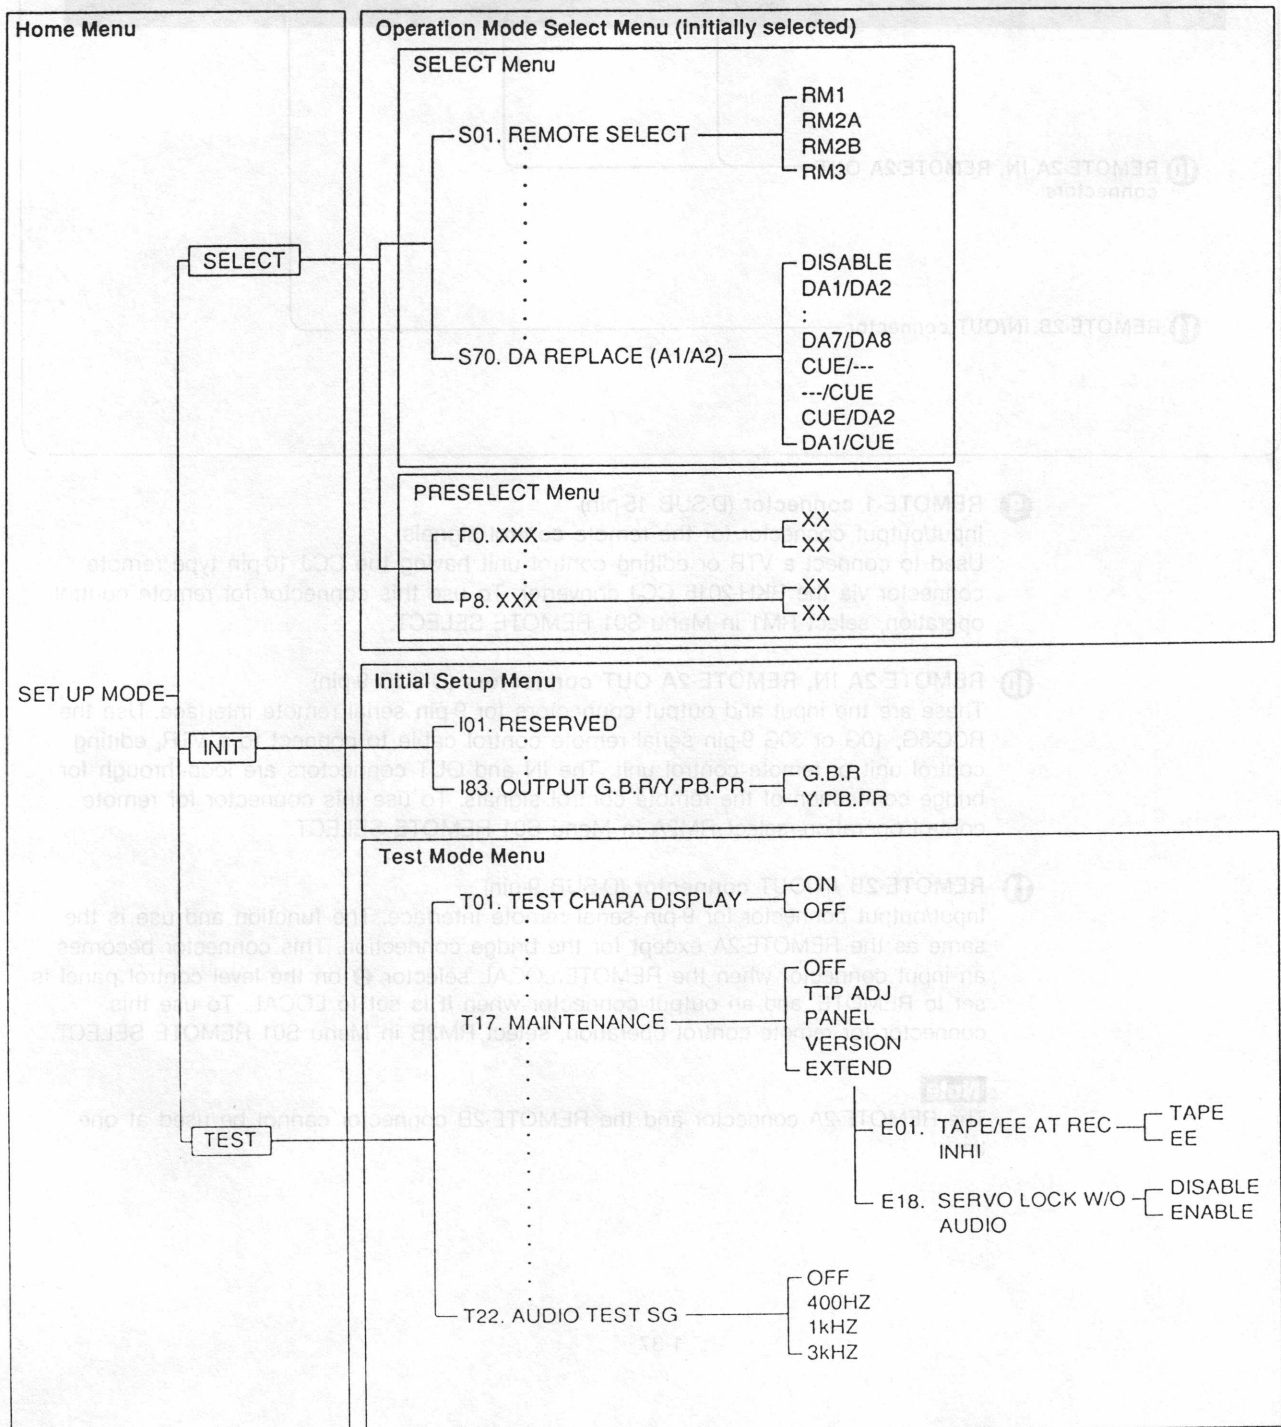 Home Menu
Operation Mode Select Menu (Initially selected)
SELECT Menu
S01. REMOTE SELECT
RM1
RM2A
RM2B
RM3
SELECT
S70. DA REPLACE (A1/A2)
DISABLE
DA1/DA2
:
DA7/DA8
CUE/---
---/CUE
CUE/DA2
DA1/CUE
PRESELECT Menu
P0. XXX
XX
XX
P8. XXX
XX
XX
SET UP MODE
Initial Setup Menu
INIT
I01. RESERVED
I83. OUTPUT G.B.R/Y.PB.PR
G.B.R
Y.PB.PR
Test Mode Menu
T01. TEST CHARA DISPLAY
ON
OFF
T17. MAINTENANCE
OFF
TTP ADJ
PANEL
VERSION
EXTEND
TEST
E01. TAPE/EE AT REC
INHI
TAPE
EE
E18. SERVO LOCK W/O
AUDIO
DISABLE
ENABLE
T22. AUDIO TEST SG
OFF
400HZ
1kHZ
3kHZ